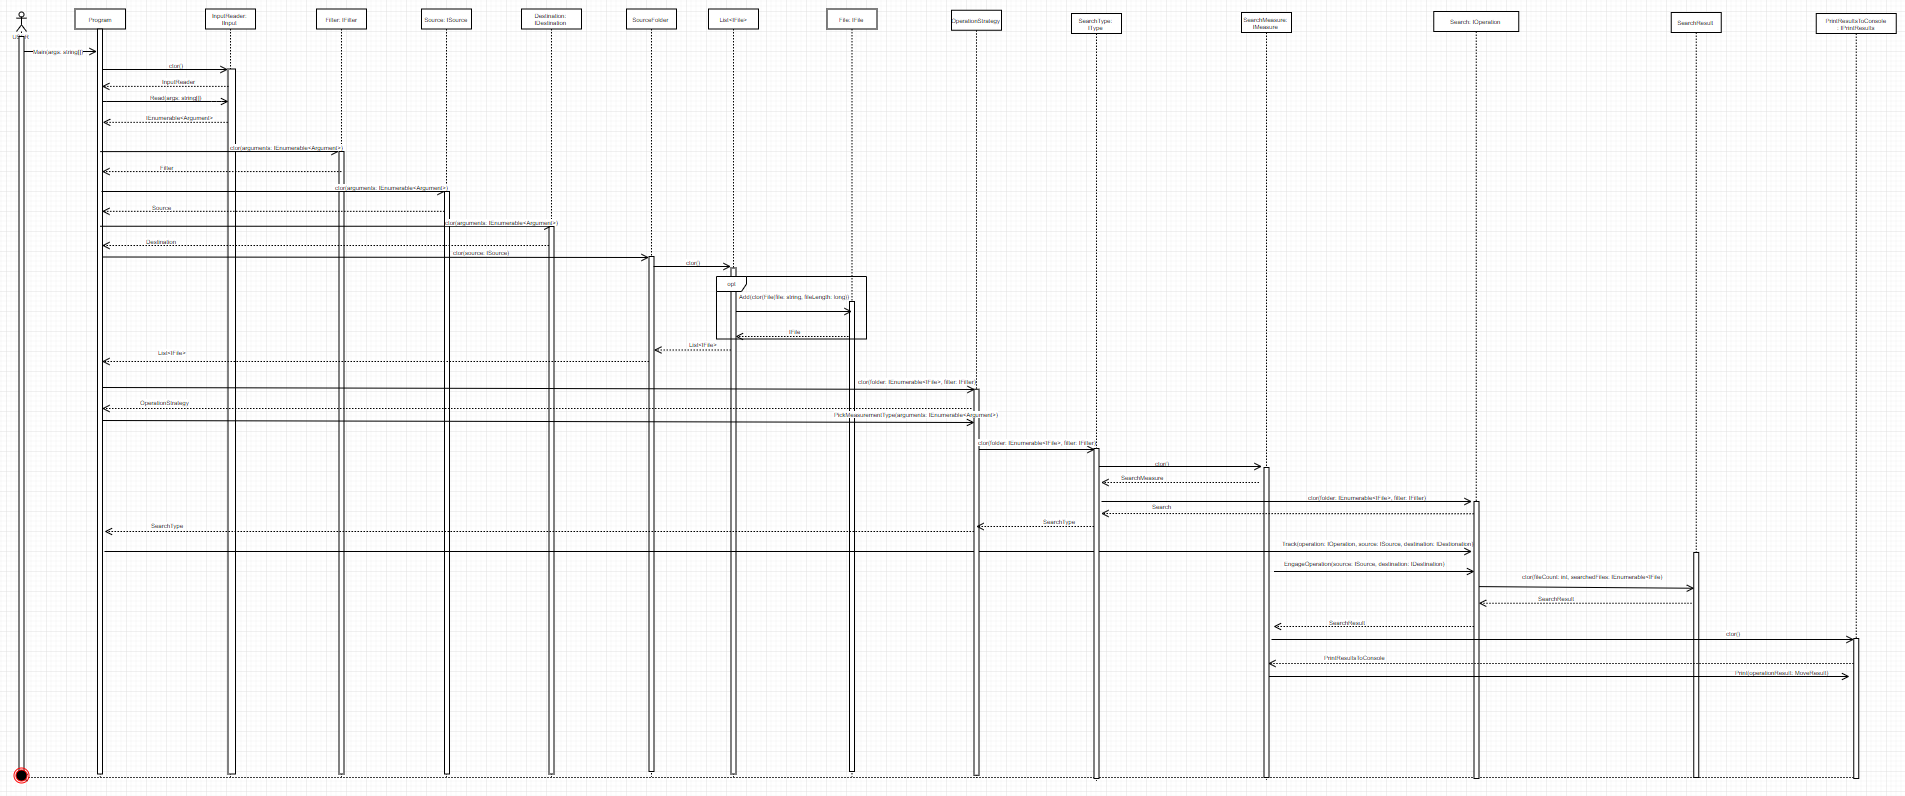 USER
Program
InputReader:
IInput
Filter: IFilter
Source: ISource
Destination:
IDestination
SourceFolder
List<IFile>
File: IFile
OperationStrategy
SearchType:
IType
SearchMeasure:
IMeasure
Search: IOperation
SearchResult
PrintResultsToConsole
: IPrintResults
Main(args: string[])
ctor()
InputReader
Read(args: string[])
IEnumerable<Argument>
ctor(arguments: IEnumerable<Argument>)
Filter
ctor(arguments: IEnumerable<Argument>)
Source
ctor(arguments: IEnumerable<Argument>)
Destination
ctor(source: ISource)
ctor()
opt
Add(ctor(File(file: string, fileLength: long))
IFile
List<IFile>
List<IFile>
ctor(folder: IEnumerable<IFile>, filter: IFilter)
OperationStrategy
PickMeasurementType(arguments: IEnumerable<Argument>)
ctor(folder: IEnumerable<IFile>, filter: IFilter)
ctor()
SearchMeasure
ctor(folder: IEnumerable<IFile>, filter: IFilter)
Search
SearchType
SearchType
Track(operation: IOperation, source: ISource, destination: IDestionation)
EngageOperation(source: ISource, destination: IDestination)
ctor(fileCount: int, searchedFiles: IEnumerable<IFile>)
SearchResult
SearchResult
ctor()
PrintResultsToConsole
Print(operationResult: MoveResult)